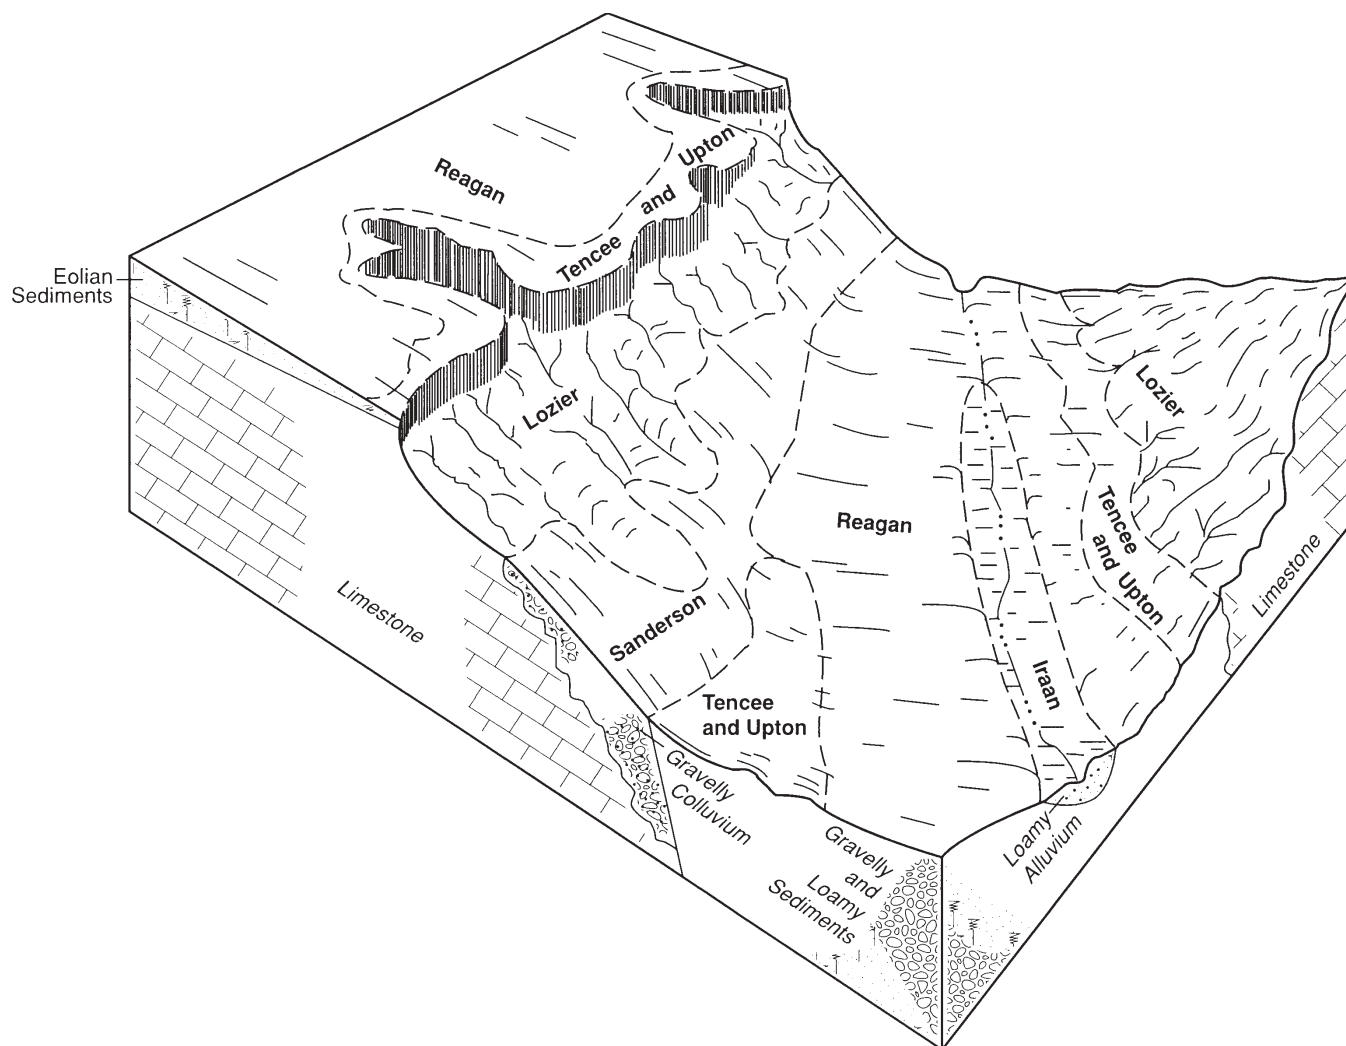 Reagan
Upton
and
Tencee
Eolian
Sediments
Lozier
Lozier
Reagan
Tencee
and Upton
Limestone
Limestone
Sanderson
Iraan
Tencee
and Upton
Gravelly
Colluvium
Loamy
Alluvium
Gravelly
and
Loamy
Sediments